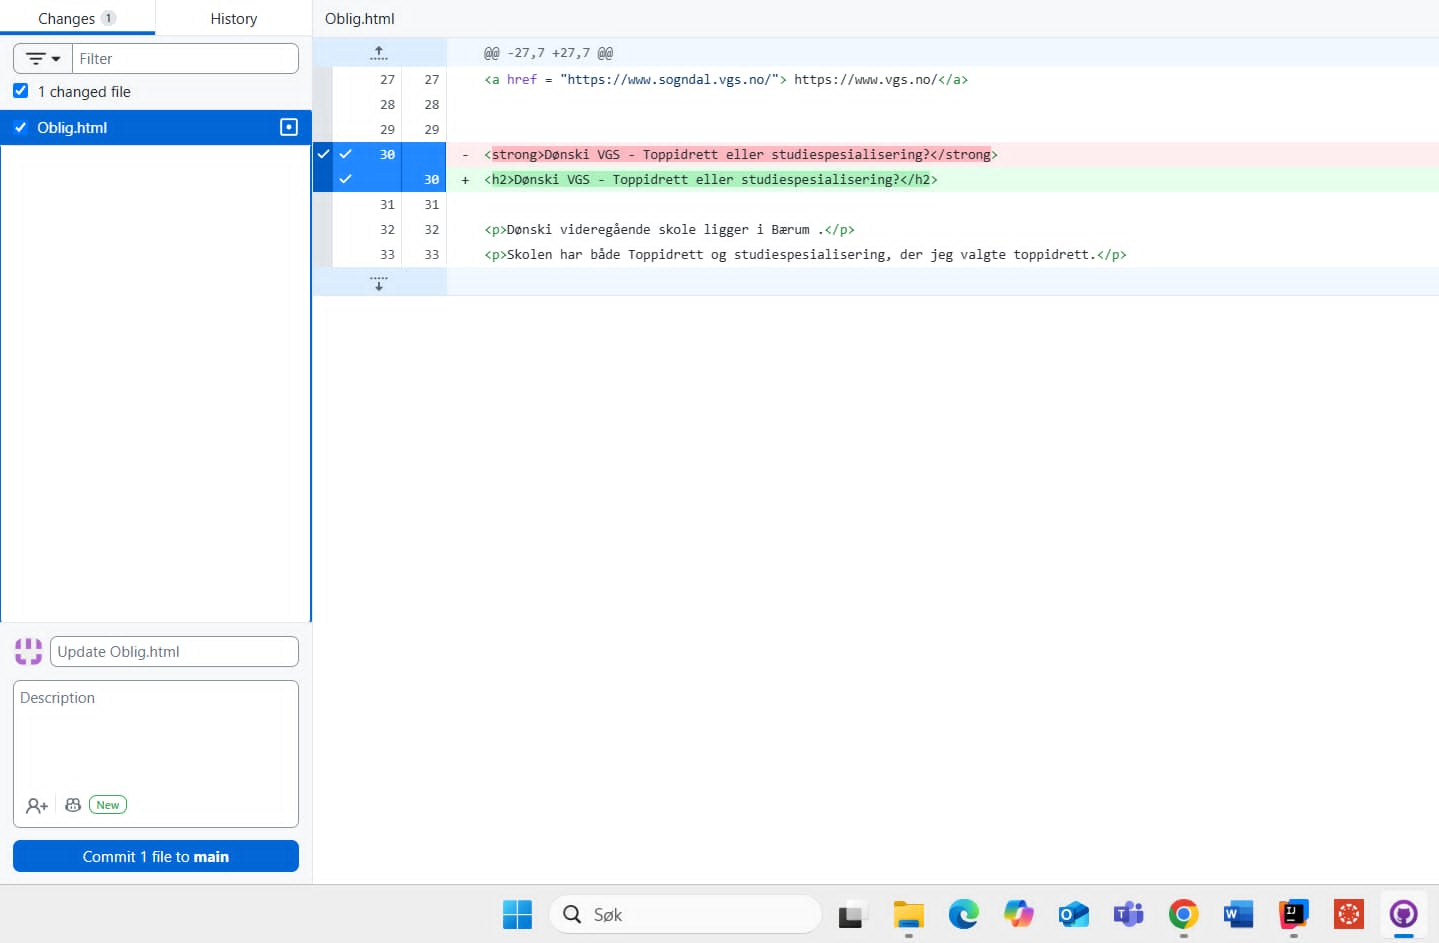 Changes 1
History
Oblig.html
Filter
1 changed file
Oblig.html
@@ -27,7 +27,7 @@
27 27 <a href = "https://www.sogndal.vgs.no/"> https://www.vgs.no/</a>
28 28
29 29
30 - <strong>Dønski VGS - Toppidrett eller studiespesialisering?</strong>
30 + <h2>Dønski VGS - Toppidrett eller studiespesialisering?</h2>
31 31
32 32 <p>Dønski videregående skole ligger i Bærum .</p>
33 33 <p>Skolen har både Toppidrett og studiespesialisering, der jeg valgte toppidrett.</p>
Update Oblig.html
Description
New
Commit 1 file to main
Søk